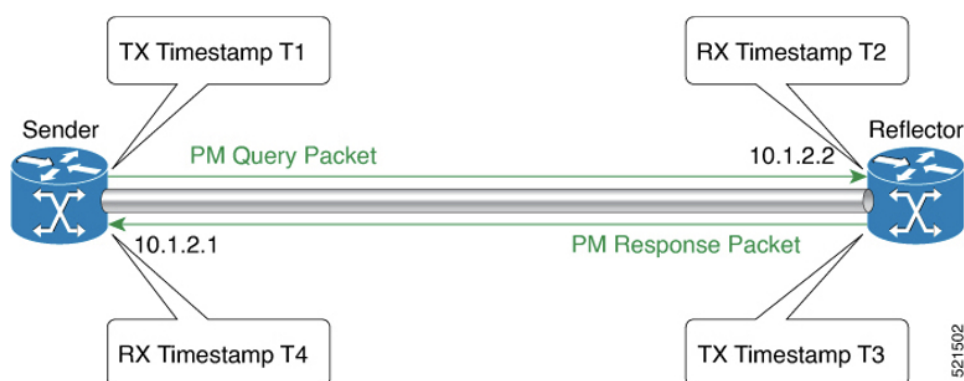 TX Timestamp T1
RX Timestamp T2
Sender
Reflector
PM Query Packet
10.1.2.2
10.1.2.1
PM Response Packet
RX Timestamp T4
TX Timestamp T3
521502